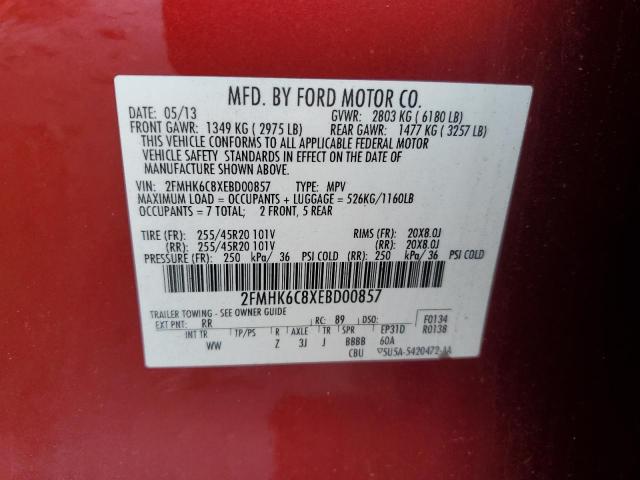 MFD. BY FORD MOTOR CO.
DATE: 05/13 GVWR: 2803 KG ( 6180 LB)
FRONT GAWR: 1349 KG ( 2975 LB) REAR GAWR: 1477 KG ( 3257 LB)
THIS VEHICLE CONFORMS TO ALL APPLICABLE FEDERAL MOTOR
VEHICLE SAFETY STANDARDS IN EFFECT ON THE DATE OF
MANUFACTURE SHOWN ABOVE.
VIN: 2FMHK6C8XEBD00857 TYPE: MPV
MAXIMUM LOAD = OCCUPANTS + LUGGAGE = 526KG/1160LB
OCCUPANTS = 7 TOTAL; 2 FRONT, 5 REAR
TIRE (FR): 255/45R20 101V RIMS (FR): 20X8.0J
(RR): 255/45R20 101V (RR): 20X8.0J
PRESSURE (FR): 250 kPa/ 36 PSI COLD (RR): 250 kPa/ 36 PSI COLD
2FMHK6C8XEBD00857
TRAILER TOWING - SEE OWNER GUIDE
EXT PNT: RR RC: 89 DSO: F0134
INT TR TP/PS R AXLE TR SPR EP31D R0138
WW Z 3J J BBBB 60A
CBU 5U5A-5420472-AA